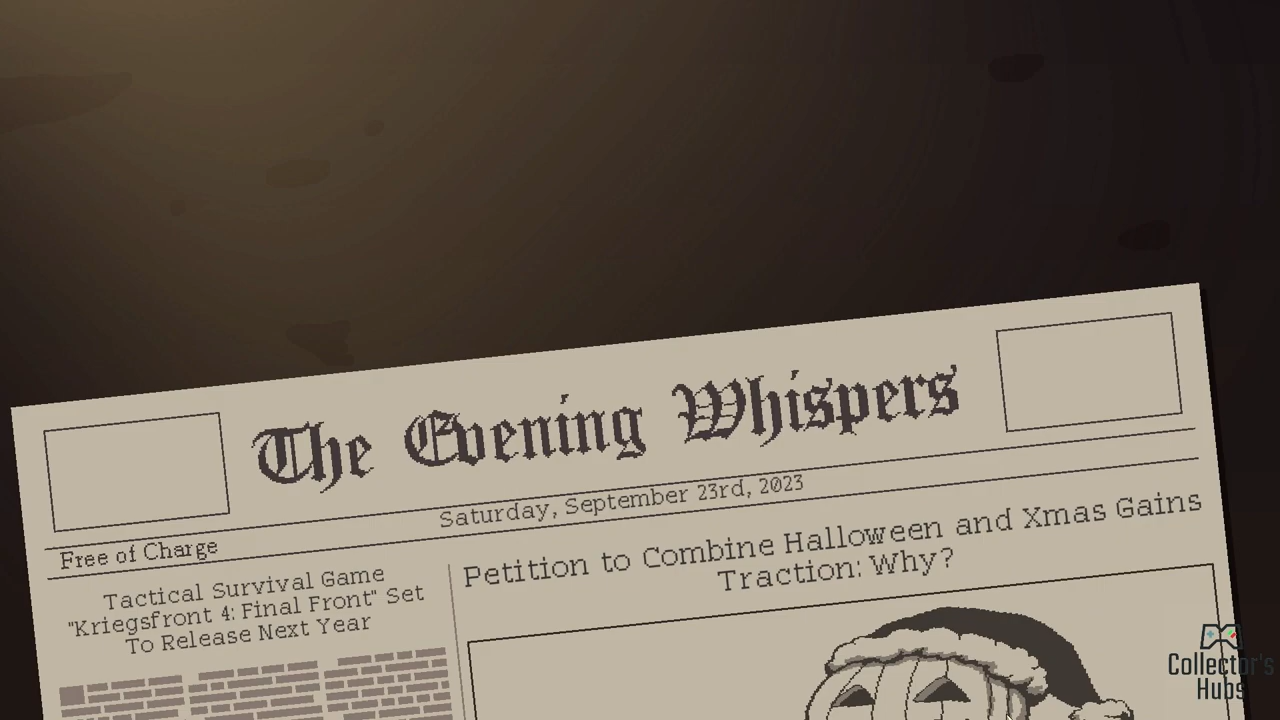 The Evening Whispers
Saturday, September 23rd, 2023
Free of Charge
Tactical Survival Game
"Kriegsfront 4: Final Front" Set
To Release Next Year
Petition to Combine Halloween and Xmas Gains
Traction: Why?
Collector's
Hubs